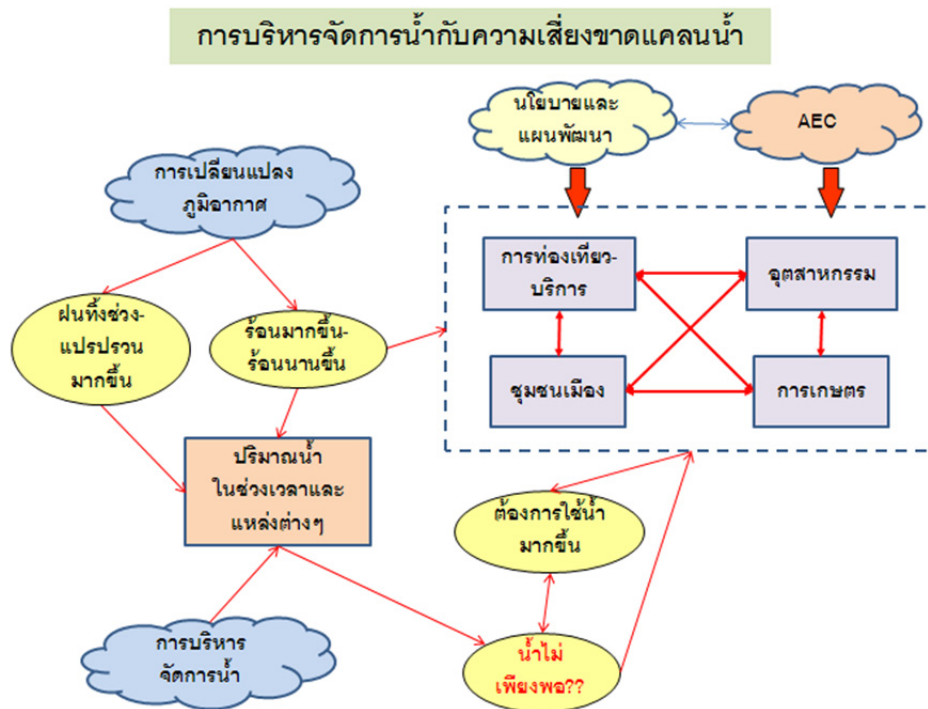 การบริหารจัดการน้ำกับความเสี่ยงขาดแคลนน้ำ
นโยบายและ
แผนพัฒนา
AEC
การเปลี่ยนแปลง
ภูมิอากาศ
การท่องเที่ยว-
บริการ
อุตสาหกรรม
ฝนทิ้งช่วง-
แปรปรวน
มากขึ้น
ร้อนมากขึ้น-
ร้อนนานขึ้น
ชุมชนเมือง
การเกษตร
ปริมาณน้ำ
ในช่วงเวลาและ
แหล่งต่างๆ
ต้องการใช้น้ำ
มากขึ้น
การบริหาร
จัดการน้ำ
น้ำไม่
เพียงพอ??